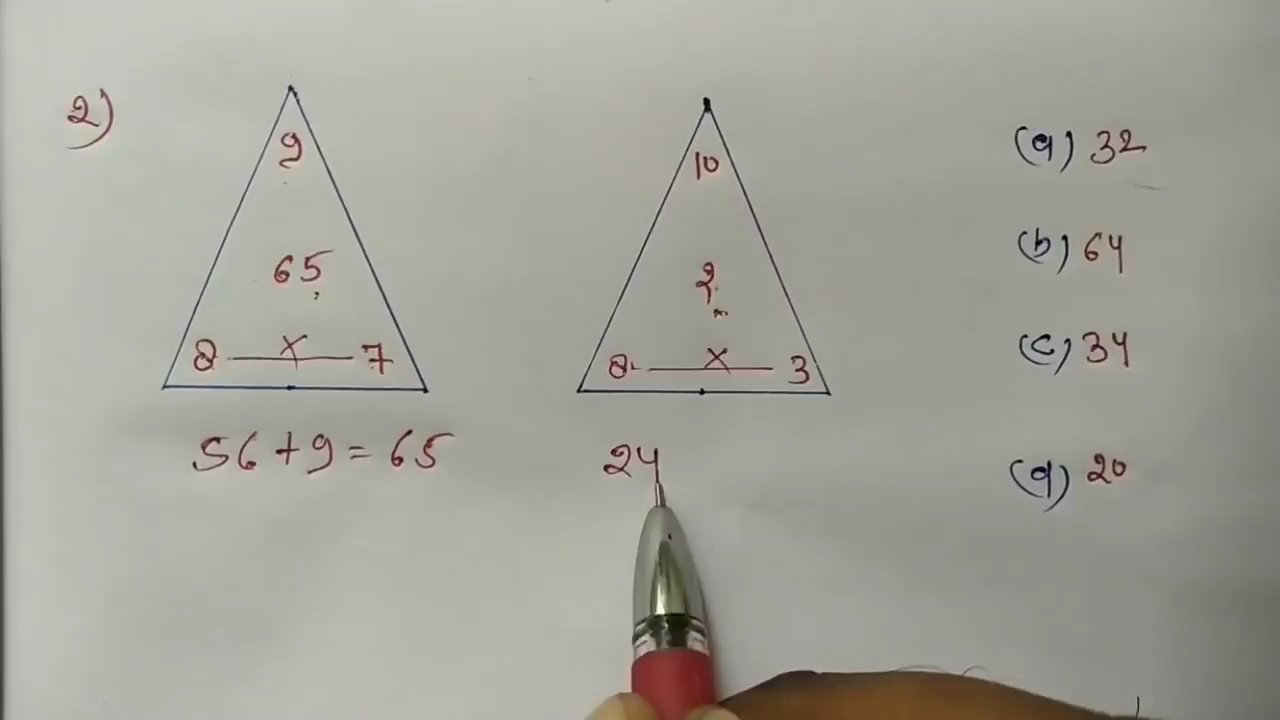 2)
9
65
8 × 7
56+9=65
10
?
8 × 3
24
(a) 32
(b) 64
(c) 34
(d) 20